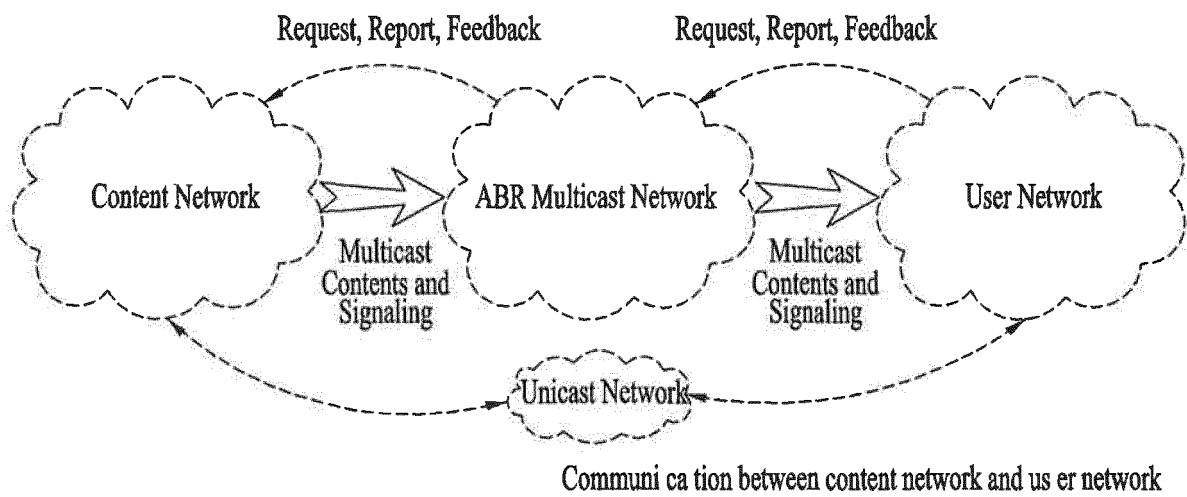 Request, Report, Feedback
Request, Report, Feedback
Content Network
ABR Multicast Network
User Network
Multicast
Contents and
Signaling
Multicast
Contents and
Signaling
Unicast Network
Communi ca tion between content network and us er network